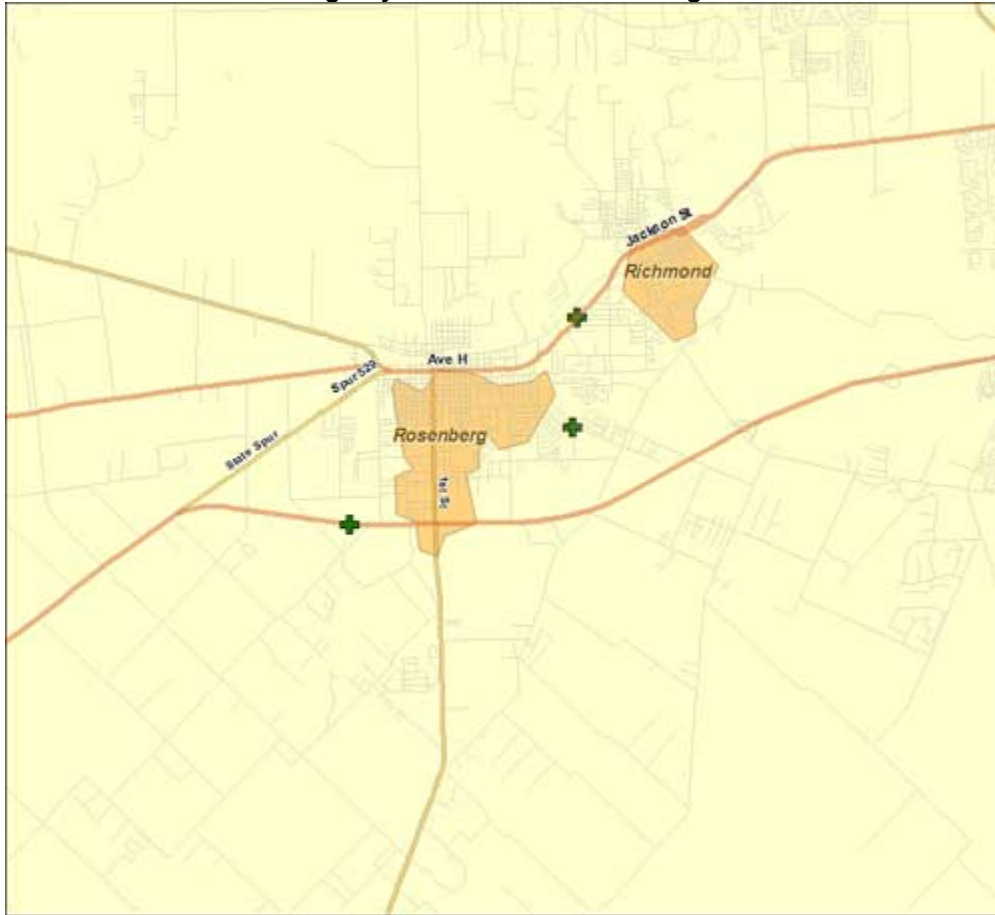 Jackson St
Richmond
Ave H
Spur 529
Rosenberg
State Spur
1st St